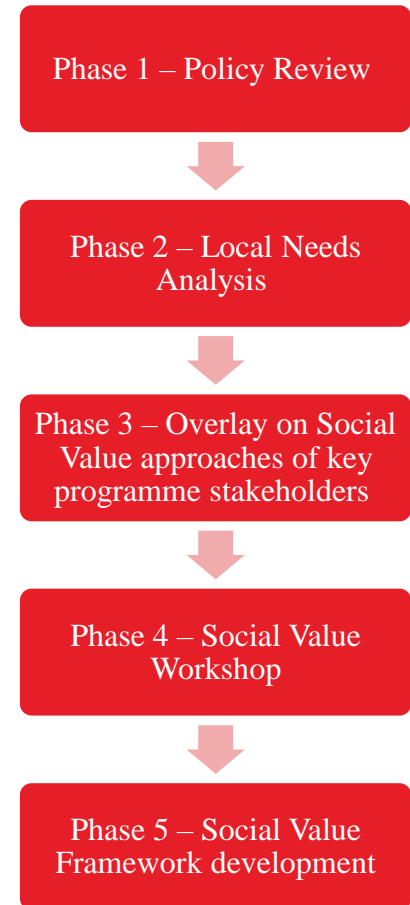 Phase 1 – Policy Review
Phase 2 – Local Needs
Analysis
Phase 3 – Overlay on Social
Value approaches of key
programme stakeholders
Phase 4 – Social Value
Workshop
Phase 5 – Social Value
Framework development